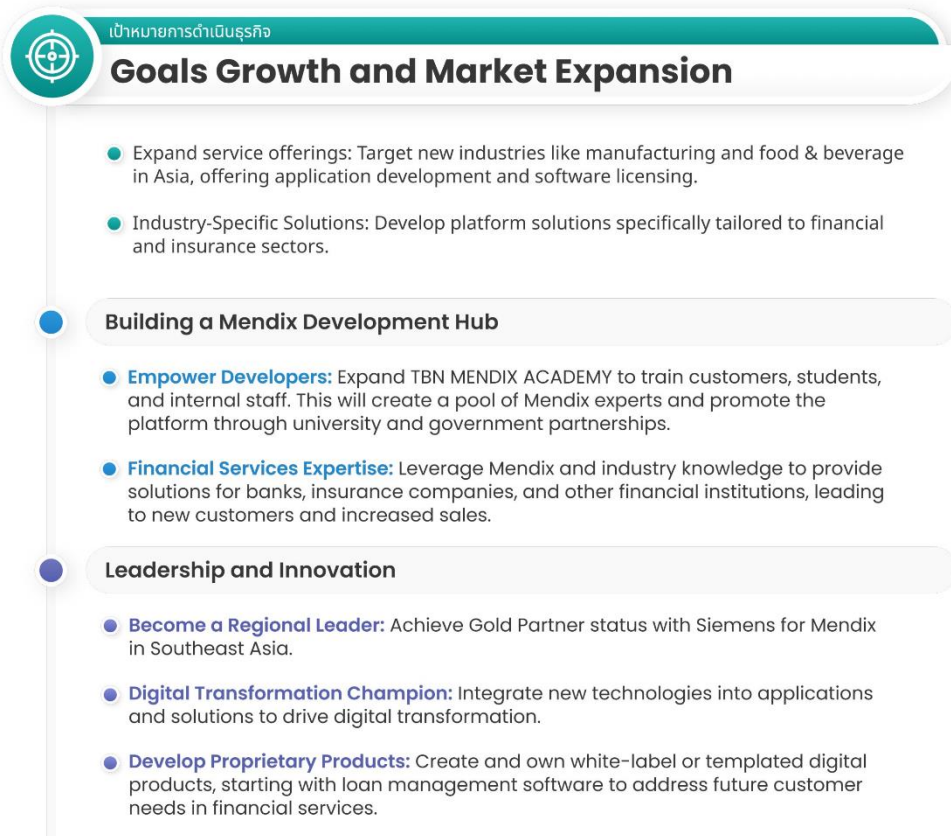 เป้าหมายการดำเนินธุรกิจ
Goals Growth and Market Expansion
Expand service offerings: Target new industries like manufacturing and food & beverage
in Asia, offering application development and software licensing.
Industry-Specific Solutions: Develop platform solutions specifically tailored to financial
and insurance sectors.
Building a Mendix Development Hub
Empower Developers: Expand TBN MENDIX ACADEMY to train customers, students,
and internal staff. This will create a pool of Mendix experts and promote the
platform through university and government partnerships.
Financial Services Expertise: Leverage Mendix and industry knowledge to provide
solutions for banks, insurance companies, and other financial institutions, leading
to new customers and increased sales.
Leadership and Innovation
Become a Regional Leader: Achieve Gold Partner status with Siemens for Mendix
in Southeast Asia.
Digital Transformation Champion: Integrate new technologies into applications
and solutions to drive digital transformation.
Develop Proprietary Products: Create and own white-label or templated digital
products, starting with loan management software to address future customer
needs in financial services.